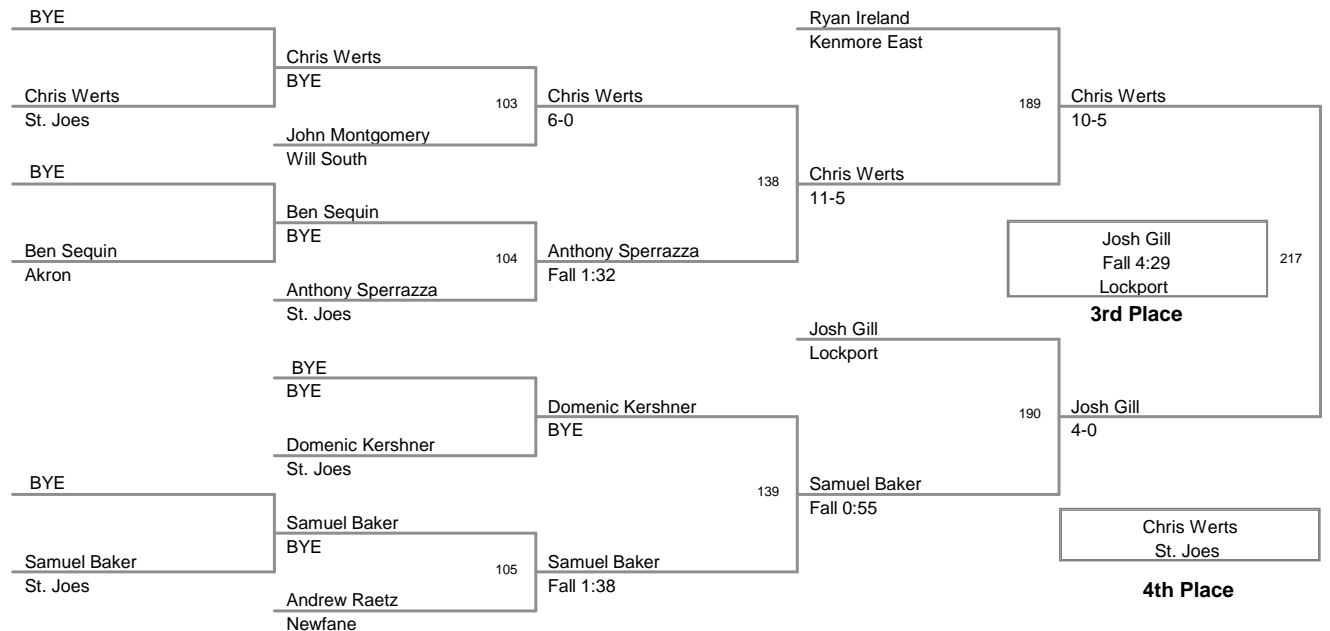 BYE
Chris Werts
St. Joes
BYE
Ben Sequin
Akron
BYE
Samuel Baker
St. Joes
Chris Werts
BYE
103
John Montgomery
Will South
Ben Sequin
BYE
104
Anthony Sperrazza
St. Joes
BYE
BYE
Domenic Kershner
St. Joes
Samuel Baker
BYE
105
Andrew Raetz
Newfane
Chris Werts
6-0
138
Anthony Sperrazza
Fall 1:32
Domenic Kershner
BYE
139
Samuel Baker
Fall 1:38
Ryan Ireland
Kenmore East
189
Chris Werts
11-5
Josh Gill
Lockport
190
Samuel Baker
Fall 0:55
Chris Werts
10-5
Josh Gill
Fall 4:29
Lockport
217
3rd Place
Josh Gill
4-0
Chris Werts
St. Joes
4th Place